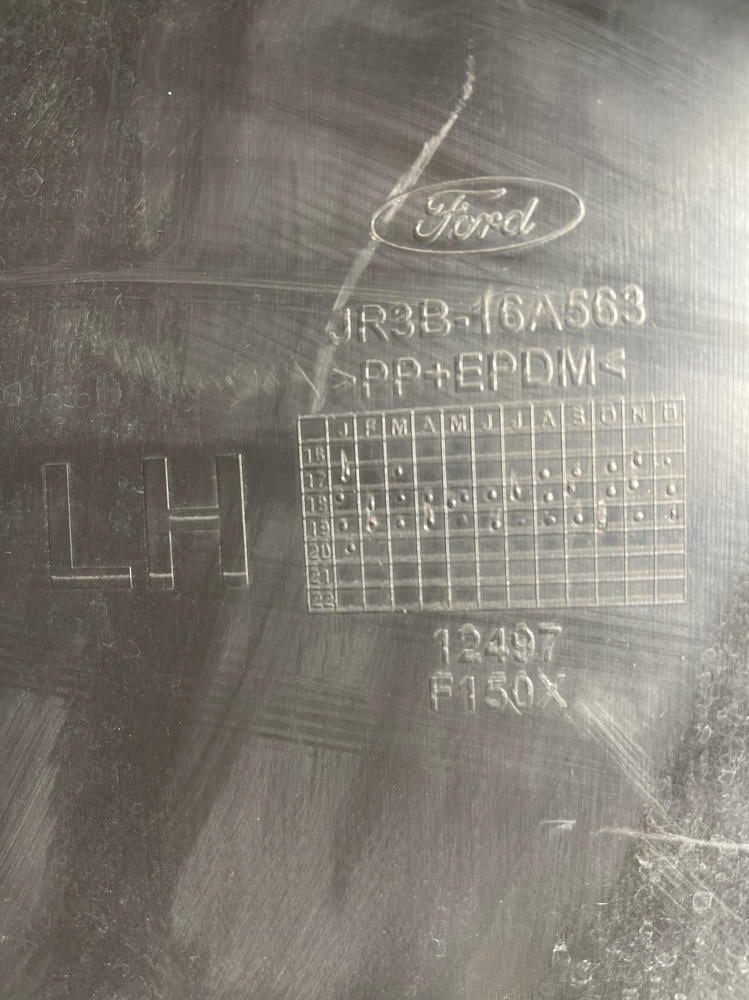 Ford
JR3B-16A563
>PP+EPDM<
LH
J F M A M J J A S O N D
16
17
18
19
20
21
22
12497
F150X